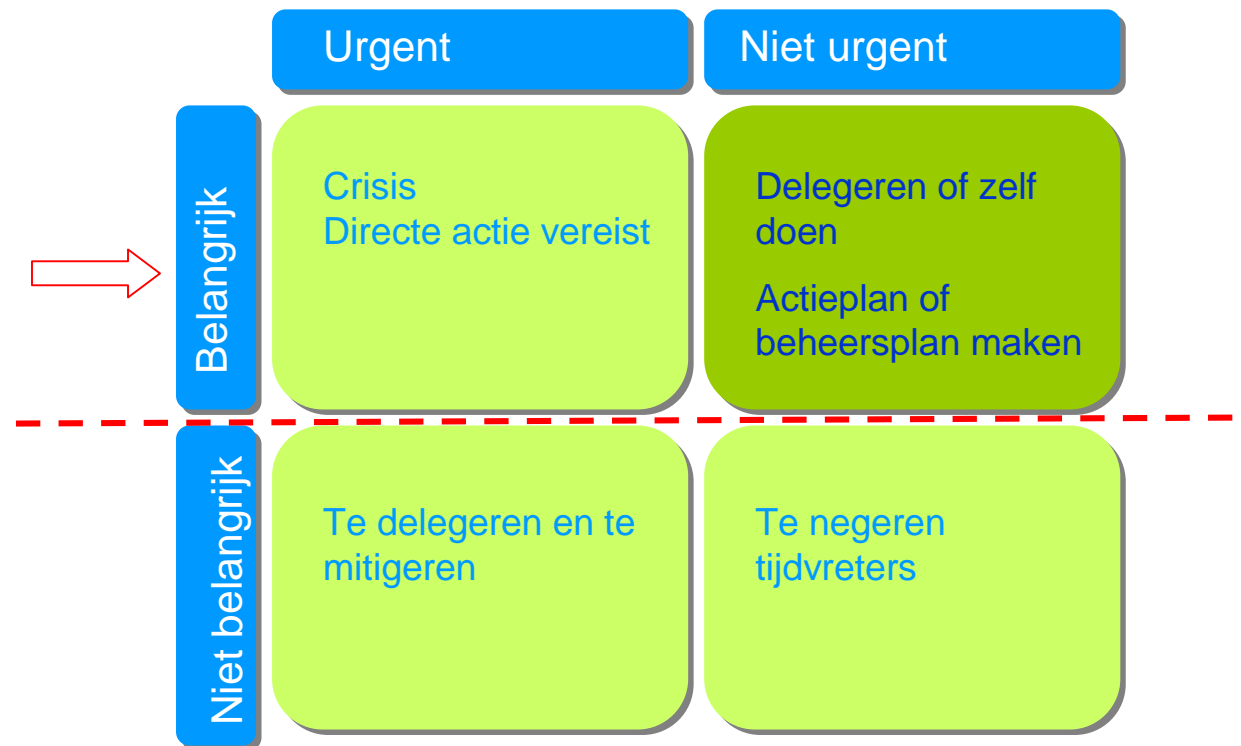 Urgent
Niet urgent
Belangrijk
Crisis
Directe actie vereist
Delegeren of zelf
doen
Actieplan of
beheersplan maken
Niet belangrijk
Te delegeren en te
mitigeren
Te negeren
tijdvreters